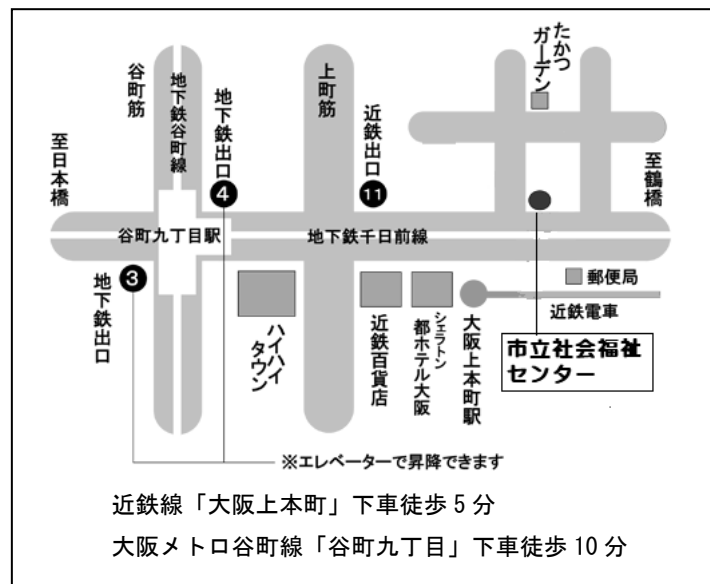 谷町筋
地下鉄谷町線
地下鉄出口
4
上町筋
近鉄出口
11
たかつ
ガーデン
至日本橋
至鶴橋
谷町九丁目駅
地下鉄千日前線
3
地下鉄出口
ハイハイ
タウン
近鉄百貨店
シェラトン
都ホテル大阪
大阪上本町駅
郵便局
近鉄電車
市立社会福祉
センター
※エレベーターで昇降できます
近鉄線「大阪上本町」下車徒歩5分
大阪メトロ谷町線「谷町九丁目」下車徒歩10分